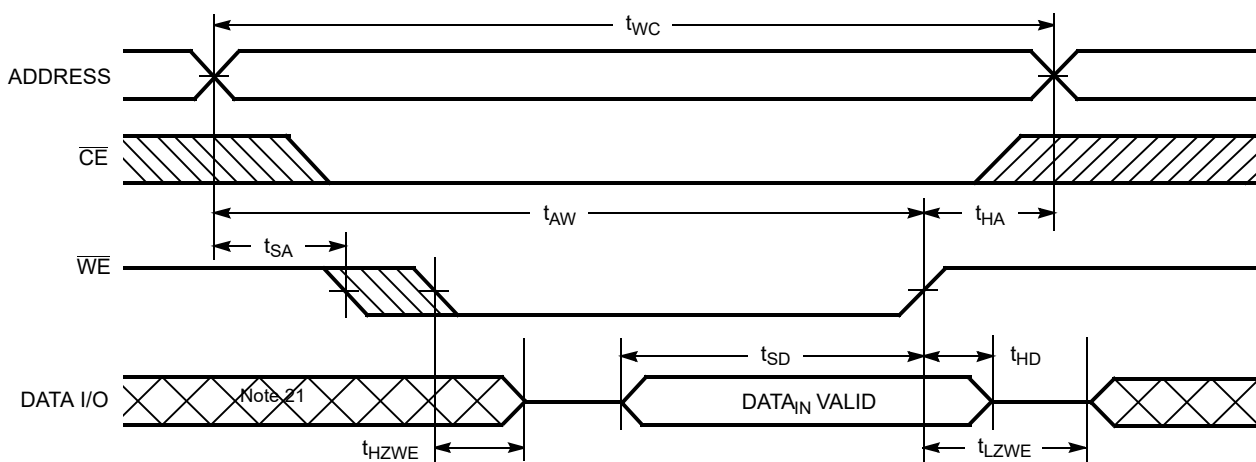 tWC
ADDRESS
CE
tAW
tHA
tSA
WE
tSD
tHD
DATA I/O
Note 21
DATAIN VALID
tHZWE
tLZWE